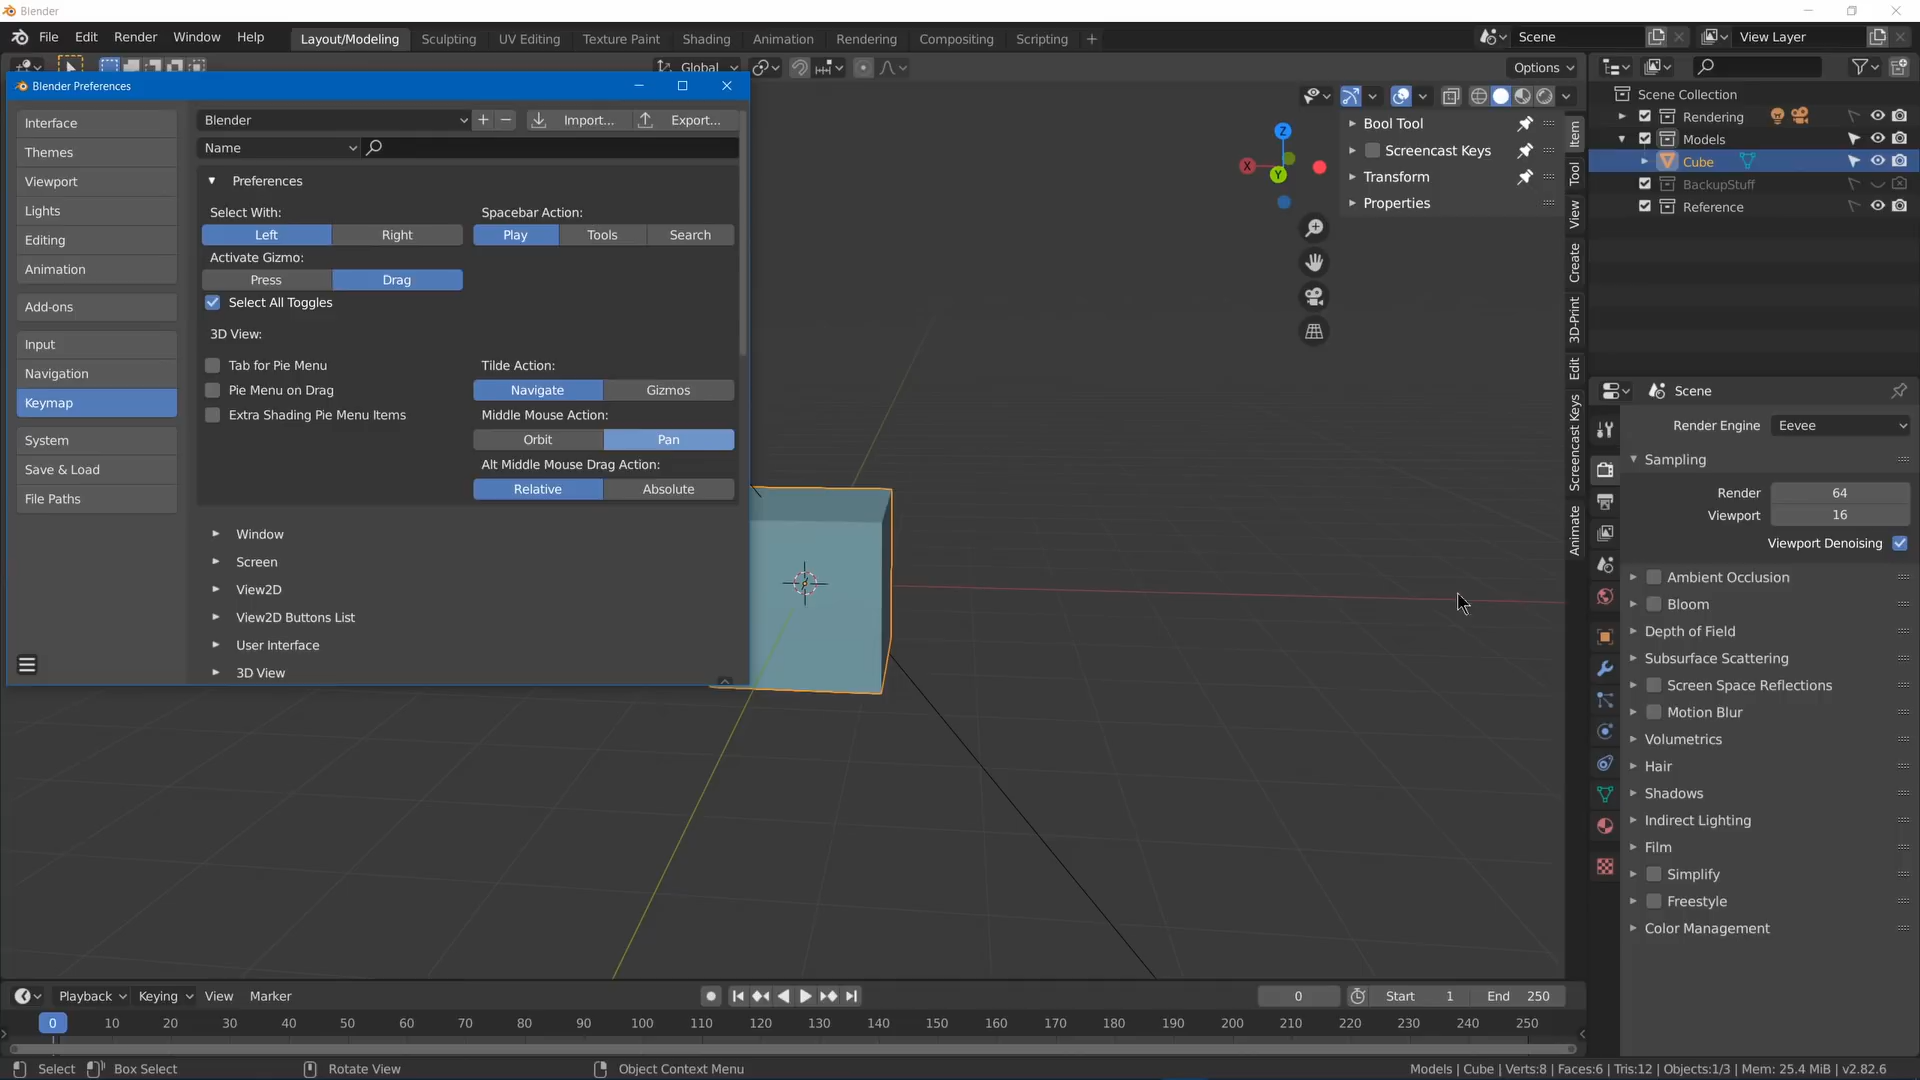 Blender
File Edit Render Window Help Layout/Modeling Sculpting UV Editing Texture Paint Shading Animation Rendering Compositing Scripting + Scene View Layer
Global Options
Blender Preferences
Interface
Themes
Viewport
Lights
Editing
Animation
Add-ons
Input
Navigation
Keymap
System
Save & Load
File Paths
Blender + − Import... Export...
Name
Preferences
Select With: Spacebar Action:
Left Right Play Tools Search
Activate Gizmo:
Press Drag
Select All Toggles
3D View:
Tab for Pie Menu Tilde Action:
Pie Menu on Drag Navigate Gizmos
Extra Shading Pie Menu Items Middle Mouse Action:
Orbit Pan
Alt Middle Mouse Drag Action:
Relative Absolute
Window
Screen
View2D
View2D Buttons List
User Interface
3D View
Z
X
Y
Bool Tool
Screencast Keys
Transform
Properties
Item
Tool
View
Create
3D-Print
Edit
Screencast Keys
Animate
Scene Collection
Rendering
Models
Cube
BackupStuff
Reference
Scene
Render Engine Eevee
Sampling
Render 64
Viewport 16
Viewport Denoising
Ambient Occlusion
Bloom
Depth of Field
Subsurface Scattering
Screen Space Reflections
Motion Blur
Volumetrics
Hair
Shadows
Indirect Lighting
Film
Simplify
Freestyle
Color Management
Playback Keying View Marker 0 Start 1 End 250
0 10 20 30 40 50 60 70 80 90 100 110 120 130 140 150 160 170 180 190 200 210 220 230 240 250
Select Box Select Rotate View Object Context Menu Models | Cube | Verts:8 | Faces:6 | Tris:12 | Objects:1/3 | Mem: 25.4 MiB | v2.82.6